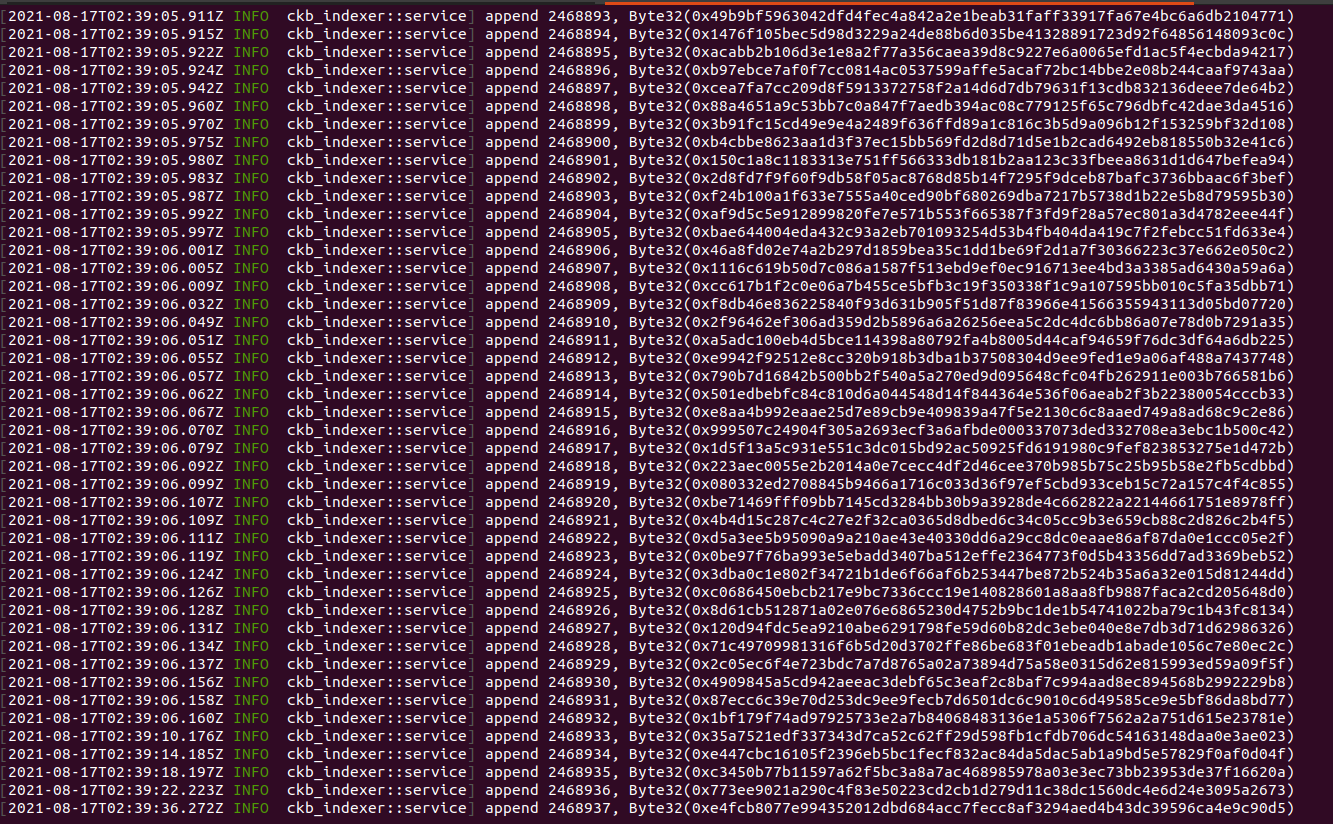 [2021-08-17T02:39:05.911Z INFO  ckb_indexer::service] append 2468893, Byte32(0x49b9bf5963042dfd4fec4a842a2e1beab31faff33917fa67e4bc6a6db2104771)
[2021-08-17T02:39:05.915Z INFO  ckb_indexer::service] append 2468894, Byte32(0x1476f105bec5d98d3229a24de88b6d035be41328891723d92f64856148093c0c)
[2021-08-17T02:39:05.922Z INFO  ckb_indexer::service] append 2468895, Byte32(0xacabb2b106d3e1e8a2f77a356caea39d8c9227e6a0065efd1ac5f4ecbda94217)
[2021-08-17T02:39:05.924Z INFO  ckb_indexer::service] append 2468896, Byte32(0xb97ebce7af0f7cc0814ac0537599affe5acaf72bc14bbe2e08b244caaf9743aa)
[2021-08-17T02:39:05.942Z INFO  ckb_indexer::service] append 2468897, Byte32(0xcea7fa7cc209d8f5913372758f2a14d6d7db79631f13cdb832136deee7de64b2)
[2021-08-17T02:39:05.960Z INFO  ckb_indexer::service] append 2468898, Byte32(0x88a4651a9c53bb7c0a847f7aedb394ac08c779125f65c796dbfc42dae3da4516)
[2021-08-17T02:39:05.970Z INFO  ckb_indexer::service] append 2468899, Byte32(0x3b91fc15cd49e9e4a2489f636ffd89a1c816c3b5d9a096b12f153259bf32d108)
[2021-08-17T02:39:05.975Z INFO  ckb_indexer::service] append 2468900, Byte32(0xb4cbbe8623aa1d3f37ec15bb569fd2d8d71d5e1b2cad6492eb818550b32e41c6)
[2021-08-17T02:39:05.980Z INFO  ckb_indexer::service] append 2468901, Byte32(0x150c1a8c1183313e751ff566333db181b2aa123c33fbeea8631d1d647befea94)
[2021-08-17T02:39:05.983Z INFO  ckb_indexer::service] append 2468902, Byte32(0x2d8fd7f9f60f9db58f05ac8768d85b14f7295f9dceb87bafc3736bbaac6f3bef)
[2021-08-17T02:39:05.987Z INFO  ckb_indexer::service] append 2468903, Byte32(0xf24b100a1f633e7555a40ced90bf680269dba7217b5738d1b22e5b8d79595b30)
[2021-08-17T02:39:05.992Z INFO  ckb_indexer::service] append 2468904, Byte32(0xaf9d5c5e912899820fe7e571b553f665387f3fd9f28a57ec801a3d4782eee44f)
[2021-08-17T02:39:05.997Z INFO  ckb_indexer::service] append 2468905, Byte32(0xbae644004eda432c93a2eb701093254d53b4fb404da419c7f2febcc51fd633e4)
[2021-08-17T02:39:06.001Z INFO  ckb_indexer::service] append 2468906, Byte32(0x46a8fd02e74a2b297d1859bea35c1dd1be69f2d1a7f30366223c37e662e050c2)
[2021-08-17T02:39:06.005Z INFO  ckb_indexer::service] append 2468907, Byte32(0x1116c619b50d7c086a1587f513ebd9ef0ec916713ee4bd3a3385ad6430a59a6a)
[2021-08-17T02:39:06.009Z INFO  ckb_indexer::service] append 2468908, Byte32(0xcc617b1f2c0e06a7b455ce5bfb3c19f350338f1c9a107595bb010c5fa35dbb71)
[2021-08-17T02:39:06.032Z INFO  ckb_indexer::service] append 2468909, Byte32(0xf8db46e836225840f93d631b905f51d87f83966e41566355943113d05bd07720)
[2021-08-17T02:39:06.049Z INFO  ckb_indexer::service] append 2468910, Byte32(0x2f96462ef306ad359d2b5896a6a26256eea5c2dc4dc6bb86a07e78d0b7291a35)
[2021-08-17T02:39:06.051Z INFO  ckb_indexer::service] append 2468911, Byte32(0xa5adc100eb4d5bce114398a80792fa4b8005d44caf94659f76dc3df64a6db225)
[2021-08-17T02:39:06.055Z INFO  ckb_indexer::service] append 2468912, Byte32(0xe9942f92512e8cc320b918b3dba1b37508304d9ee9fed1e9a06af488a7437748)
[2021-08-17T02:39:06.057Z INFO  ckb_indexer::service] append 2468913, Byte32(0x790b7d16842b500bb2f540a5a270ed9d095648cfc04fb262911e003b766581b6)
[2021-08-17T02:39:06.062Z INFO  ckb_indexer::service] append 2468914, Byte32(0x501edbebfc84c810d6a044548d14f844364e536f06aeab2f3b22380054cccb33)
[2021-08-17T02:39:06.067Z INFO  ckb_indexer::service] append 2468915, Byte32(0xe8aa4b992eaae25d7e89cb9e409839a47f5e2130c6c8aaed749a8ad68c9c2e86)
[2021-08-17T02:39:06.070Z INFO  ckb_indexer::service] append 2468916, Byte32(0x999507c24904f305a2693ecf3a6afbde000337073ded332708ea3ebc1b500c42)
[2021-08-17T02:39:06.079Z INFO  ckb_indexer::service] append 2468917, Byte32(0x1d5f13a5c931e551c3dc015bd92ac50925fd6191980c9fef823853275e1d472b)
[2021-08-17T02:39:06.092Z INFO  ckb_indexer::service] append 2468918, Byte32(0x223aec0055e2b2014a0e7cecc4df2d46cee370b985b75c25b95b58e2fb5cdbbd)
[2021-08-17T02:39:06.099Z INFO  ckb_indexer::service] append 2468919, Byte32(0x080332ed2708845b9466a1716c033d36f97ef5cbd933ceb15c72a157c4f4c855)
[2021-08-17T02:39:06.107Z INFO  ckb_indexer::service] append 2468920, Byte32(0xbe71469fff09bb7145cd3284bb30b9a3928de4c662822a22144661751e8978ff)
[2021-08-17T02:39:06.109Z INFO  ckb_indexer::service] append 2468921, Byte32(0x4b4d15c287c4c27e2f32ca0365d8dbed6c34c05cc9b3e659cb88c2d826c2b4f5)
[2021-08-17T02:39:06.111Z INFO  ckb_indexer::service] append 2468922, Byte32(0xd5a3ee5b95090a9a210ae43e40330dd6a29cc8dc0eaae86af87da0e1ccc05e2f)
[2021-08-17T02:39:06.119Z INFO  ckb_indexer::service] append 2468923, Byte32(0x0be97f76ba993e5ebadd3407ba512effe2364773f0d5b43356dd7ad3369beb52)
[2021-08-17T02:39:06.124Z INFO  ckb_indexer::service] append 2468924, Byte32(0x3dba0c1e802f34721b1de6f66af6b253447be872b524b35a6a32e015d81244dd)
[2021-08-17T02:39:06.126Z INFO  ckb_indexer::service] append 2468925, Byte32(0xc0686450ebcb217e9bc7336ccc19e140828601a8aa8fb9887faca2cd205648d0)
[2021-08-17T02:39:06.128Z INFO  ckb_indexer::service] append 2468926, Byte32(0x8d61cb512871a02e076e6865230d4752b9bc1de1b54741022ba79c1b43fc8134)
[2021-08-17T02:39:06.131Z INFO  ckb_indexer::service] append 2468927, Byte32(0x120d94fdc5ea9210abe6291798fe59d60b82dc3ebe040e8e7db3d71d62986326)
[2021-08-17T02:39:06.134Z INFO  ckb_indexer::service] append 2468928, Byte32(0x71c49709981316f6b5d20d3702ffe86be683f01ebeadb1abade1056c7e80ec2c)
[2021-08-17T02:39:06.137Z INFO  ckb_indexer::service] append 2468929, Byte32(0x2c05ec6f4e723bdc7a7d8765a02a73894d75a58e0315d62e815993ed59a09f5f)
[2021-08-17T02:39:06.156Z INFO  ckb_indexer::service] append 2468930, Byte32(0x4909845a5cd942aeeac3debf65c3eaf2c8baf7c994aad8ec894568b2992229b8)
[2021-08-17T02:39:06.158Z INFO  ckb_indexer::service] append 2468931, Byte32(0x87ecc6c39e70d253dc9ee9fecb7d6501dc6c9010c6d49585ce9e5bf86da8bd77)
[2021-08-17T02:39:06.160Z INFO  ckb_indexer::service] append 2468932, Byte32(0x1bf179f74ad97925733e2a7b84068483136e1a5306f7562a2a751d615e23781e)
[2021-08-17T02:39:10.176Z INFO  ckb_indexer::service] append 2468933, Byte32(0x35a7521edf337343d7ca52c62ff29d598fb1cfdb706dc54163148daa0e3ae023)
[2021-08-17T02:39:14.185Z INFO  ckb_indexer::service] append 2468934, Byte32(0xe447cbc16105f2396eb5bc1fecf832ac84da5dac5ab1a9bd5e57829f0af0d04f)
[2021-08-17T02:39:18.197Z INFO  ckb_indexer::service] append 2468935, Byte32(0xc3450b77b11597a62f5bc3a8a7ac468985978a03e3ec73bb23953de37f16620a)
[2021-08-17T02:39:22.223Z INFO  ckb_indexer::service] append 2468936, Byte32(0x773ee9021a290c4f83e50223cd2cb1d279d11c38dc1560dc4e6d24e3095a2673)
[2021-08-17T02:39:36.272Z INFO  ckb_indexer::service] append 2468937, Byte32(0xe4fcb8077e994352012dbd684acc7fecc8af3294aed4b43dc39596ca4e9c90d5)